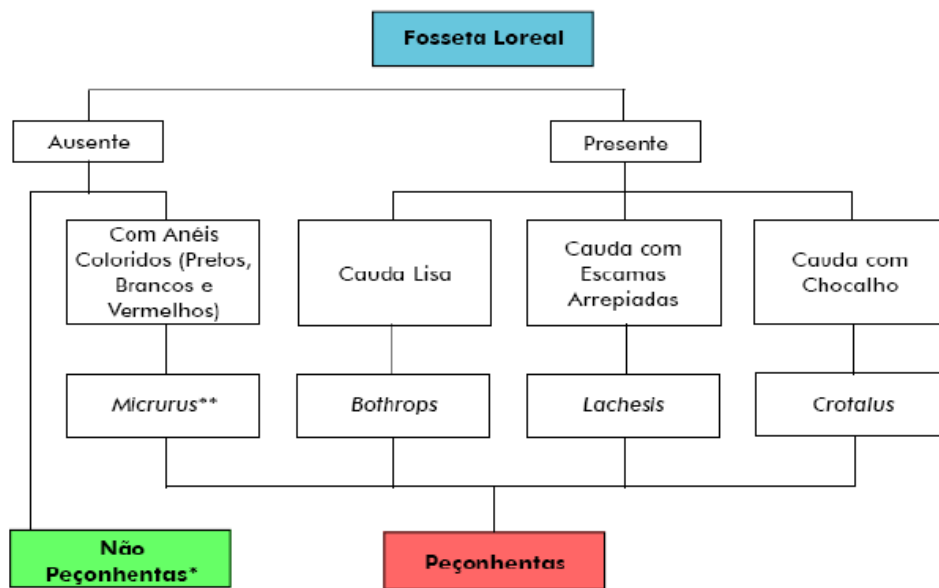 Fosseta Loreal
Ausente
Presente
Com Anéis
Coloridos (Pretos,
Brancos e
Vermelhos)
Cauda Lisa
Cauda com
Escamas
Arrepiadas
Cauda com
Chocalho
Micrurus**
Bothrops
Lachesis
Crotalus
Não
Peçonhentas*
Peçonhentas